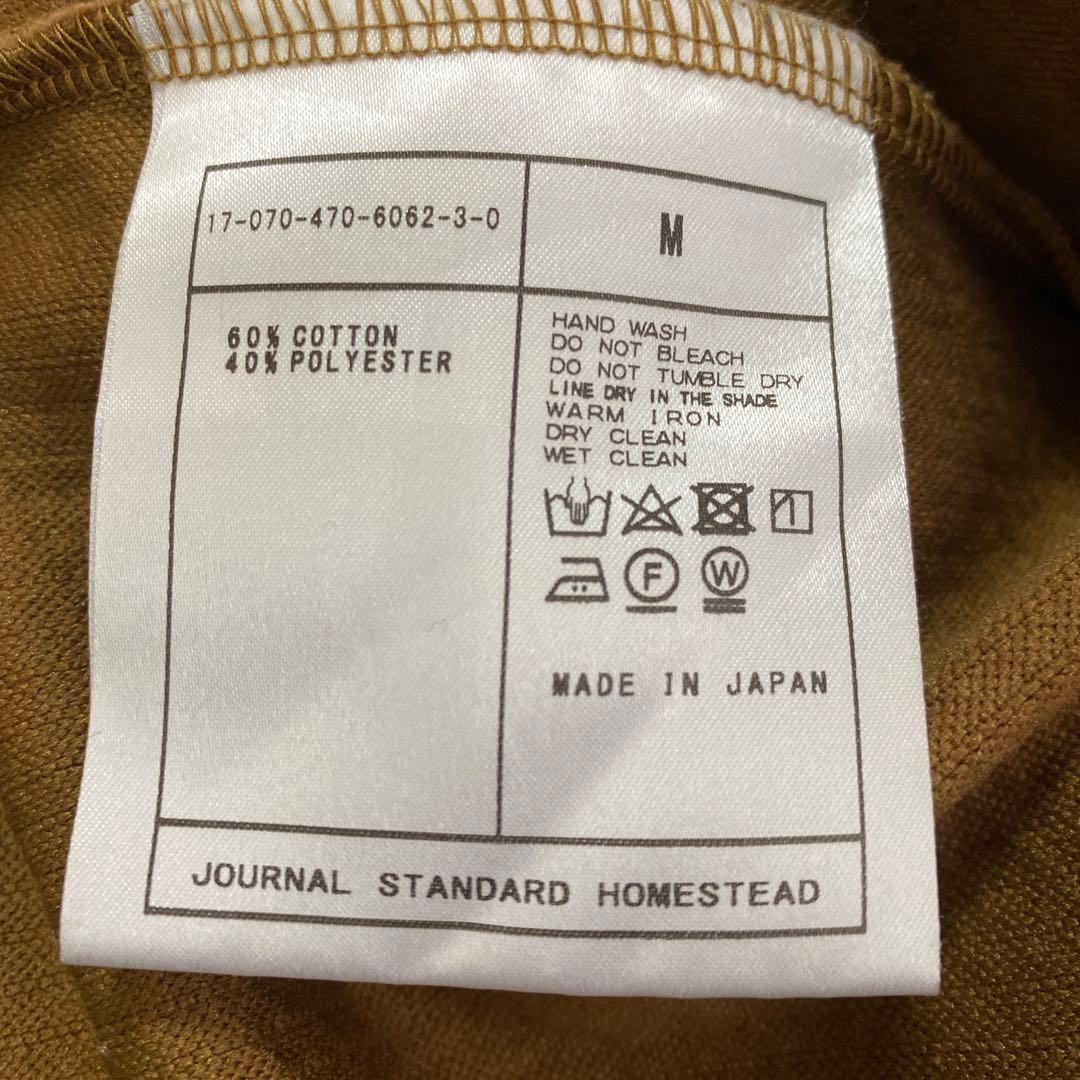 17-070-470-6062-3-0
M
60% COTTON
40% POLYESTER
HAND WASH
DO NOT BLEACH
DO NOT TUMBLE DRY
LINE DRY IN THE SHADE
WARM IRON
DRY CLEAN
WET CLEAN
F
W
MADE IN JAPAN
JOURNAL STANDARD HOMESTEAD